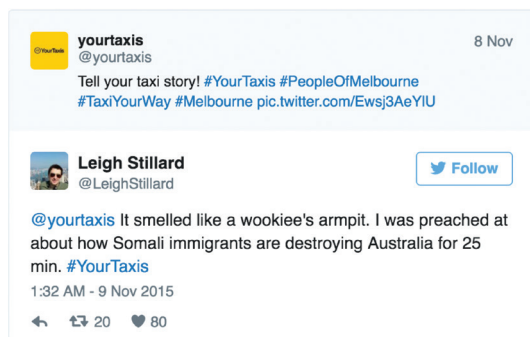 YourTaxis
yourtaxis
8 Nov
@yourtaxis
Tell your taxi story! #YourTaxis #PeopleOfMelbourne
#TaxiYourWay #Melbourne pic.twitter.com/Ewsj3AeYlU
Leigh Stillard
@LeighStillard
Follow
@yourtaxis It smelled like a wookiee's armpit. I was preached at
about how Somali immigrants are destroying Australia for 25
min. #YourTaxis
1:32 AM - 9 Nov 2015
20
80